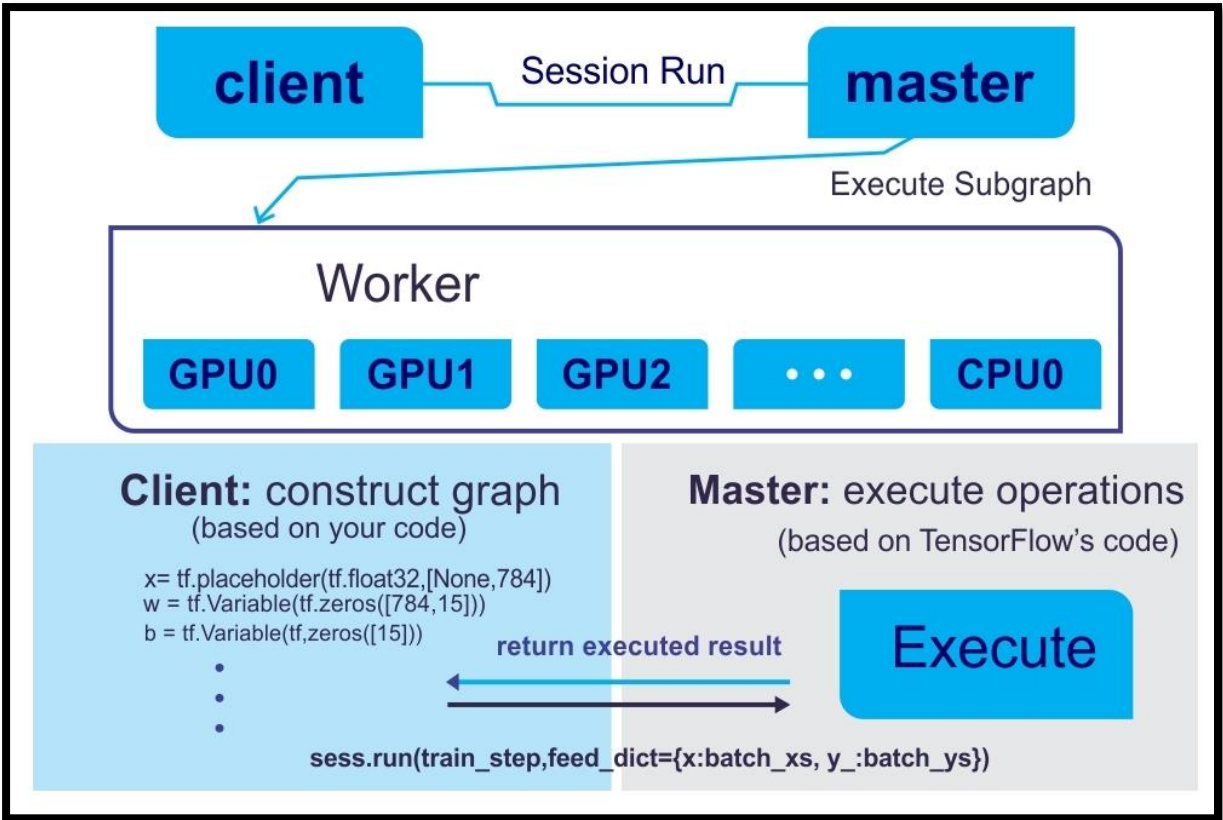 client
Session Run
master
Execute Subgraph
Worker
GPU0
GPU1
GPU2
...
CPU0
Client: construct graph
(based on your code)
x= tf.placeholder(tf.float32,[None,784])
w = tf.Variable(tf.zeros([784,15]))
b = tf.Variable(tf,zeros([15]))
Master: execute operations
(based on TensorFlow's code)
return executed result
Execute
sess.run(train_step,feed_dict={x:batch_xs, y_:batch_ys})